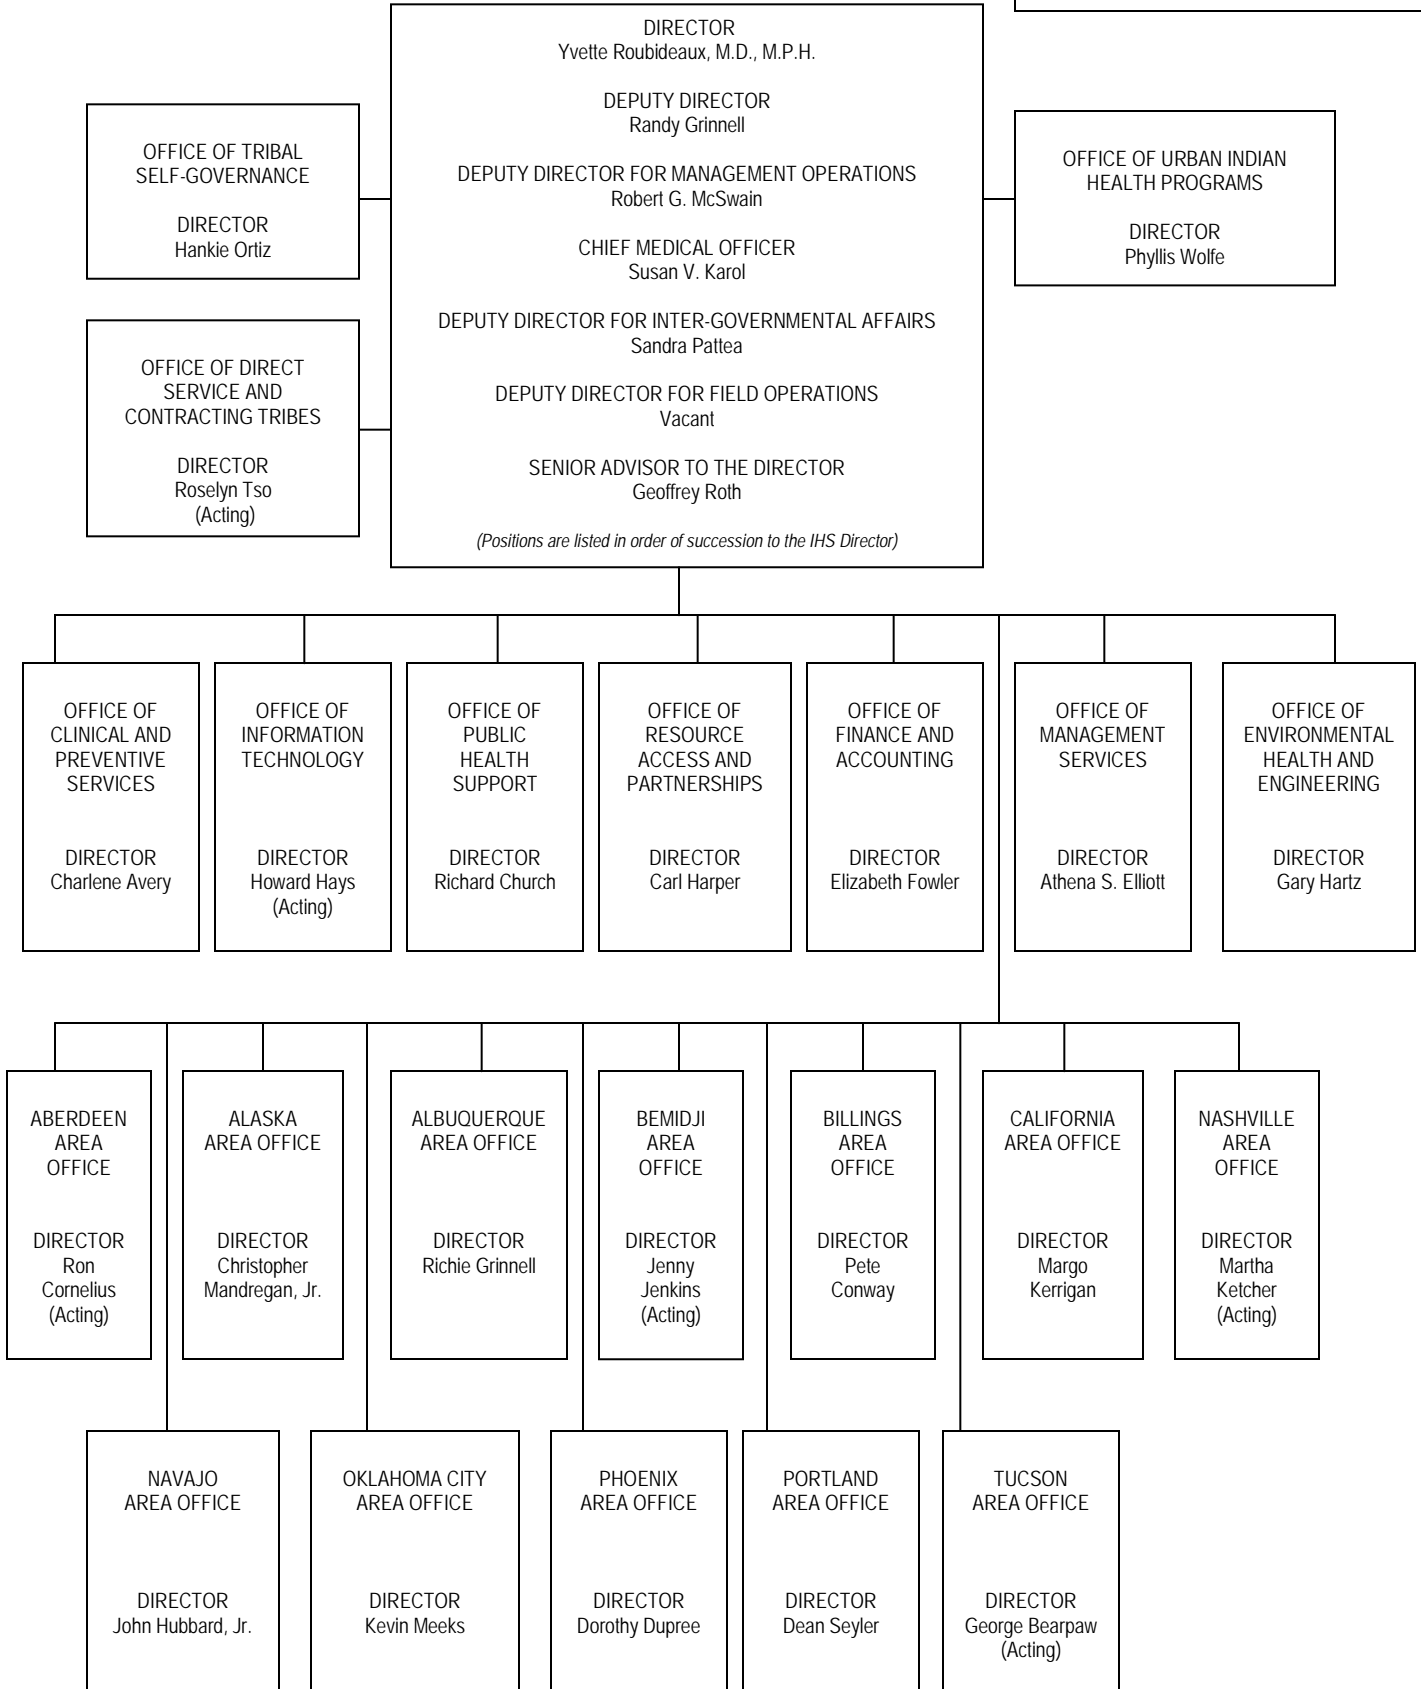 DIRECTOR
Yvette Roubideaux, M.D., M.P.H.
DEPUTY DIRECTOR
Randy Grinnell
DEPUTY DIRECTOR FOR MANAGEMENT OPERATIONS
Robert G. McSwain
CHIEF MEDICAL OFFICER
Susan V. Karol
DEPUTY DIRECTOR FOR INTER-GOVERNMENTAL AFFAIRS
Sandra Pattea
DEPUTY DIRECTOR FOR FIELD OPERATIONS
Vacant
SENIOR ADVISOR TO THE DIRECTOR
Geoffrey Roth
(Positions are listed in order of succession to the IHS Director)
OFFICE OF TRIBAL
SELF-GOVERNANCE
DIRECTOR
Hankie Ortiz
OFFICE OF URBAN INDIAN
HEALTH PROGRAMS
DIRECTOR
Phyllis Wolfe
OFFICE OF DIRECT
SERVICE AND
CONTRACTING TRIBES
DIRECTOR
Roselyn Tso
(Acting)
OFFICE OF
CLINICAL AND
PREVENTIVE
SERVICES
DIRECTOR
Charlene Avery
OFFICE OF
INFORMATION
TECHNOLOGY
DIRECTOR
Howard Hays
(Acting)
OFFICE OF
PUBLIC
HEALTH
SUPPORT
DIRECTOR
Richard Church
OFFICE OF
RESOURCE
ACCESS AND
PARTNERSHIPS
DIRECTOR
Carl Harper
OFFICE OF
FINANCE AND
ACCOUNTING
DIRECTOR
Elizabeth Fowler
OFFICE OF
MANAGEMENT
SERVICES
DIRECTOR
Athena S. Elliott
OFFICE OF
ENVIRONMENTAL
HEALTH AND
ENGINEERING
DIRECTOR
Gary Hartz
ABERDEEN
AREA
OFFICE
DIRECTOR
Ron
Cornelius
(Acting)
ALASKA
AREA OFFICE
DIRECTOR
Christopher
Mandregan, Jr.
ALBUQUERQUE
AREA OFFICE
DIRECTOR
Richie Grinnell
BEMIDJI
AREA
OFFICE
DIRECTOR
Jenny
Jenkins
(Acting)
BILLINGS
AREA
OFFICE
DIRECTOR
Pete
Conway
CALIFORNIA
AREA OFFICE
DIRECTOR
Margo
Kerrigan
NASHVILLE
AREA
OFFICE
DIRECTOR
Martha
Ketcher
(Acting)
NAVAJO
AREA OFFICE
DIRECTOR
John Hubbard, Jr.
OKLAHOMA CITY
AREA OFFICE
DIRECTOR
Kevin Meeks
PHOENIX
AREA OFFICE
DIRECTOR
Dorothy Dupree
PORTLAND
AREA OFFICE
DIRECTOR
Dean Seyler
TUCSON
AREA OFFICE
DIRECTOR
George Bearpaw
(Acting)